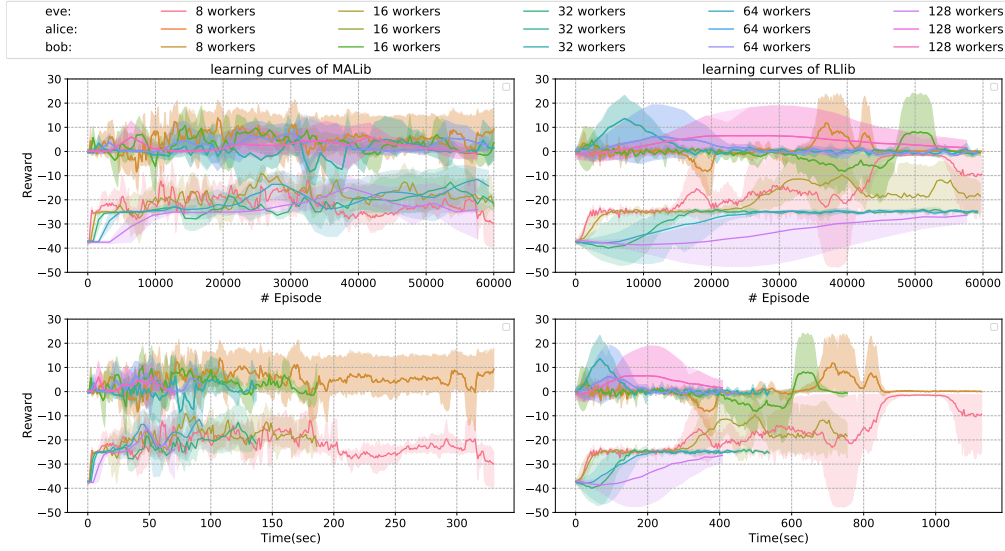 eve: 8 workers 16 workers 32 workers 64 workers 128 workers
alice: 8 workers 16 workers 32 workers 64 workers 128 workers
bob: 8 workers 16 workers 32 workers 64 workers 128 workers
learning curves of MALib
30
20
10
0
−10
−20
−30
−40
−50
Reward
0 10000 20000 30000 40000 50000 60000
# Episode
learning curves of RLlib
30
20
10
0
−10
−20
−30
−40
−50
0 10000 20000 30000 40000 50000 60000
# Episode
30
20
10
0
−10
−20
−30
−40
−50
Reward
0 50 100 150 200 250 300
Time(sec)
30
20
10
0
−10
−20
−30
−40
−50
0 200 400 600 800 1000
Time(sec)